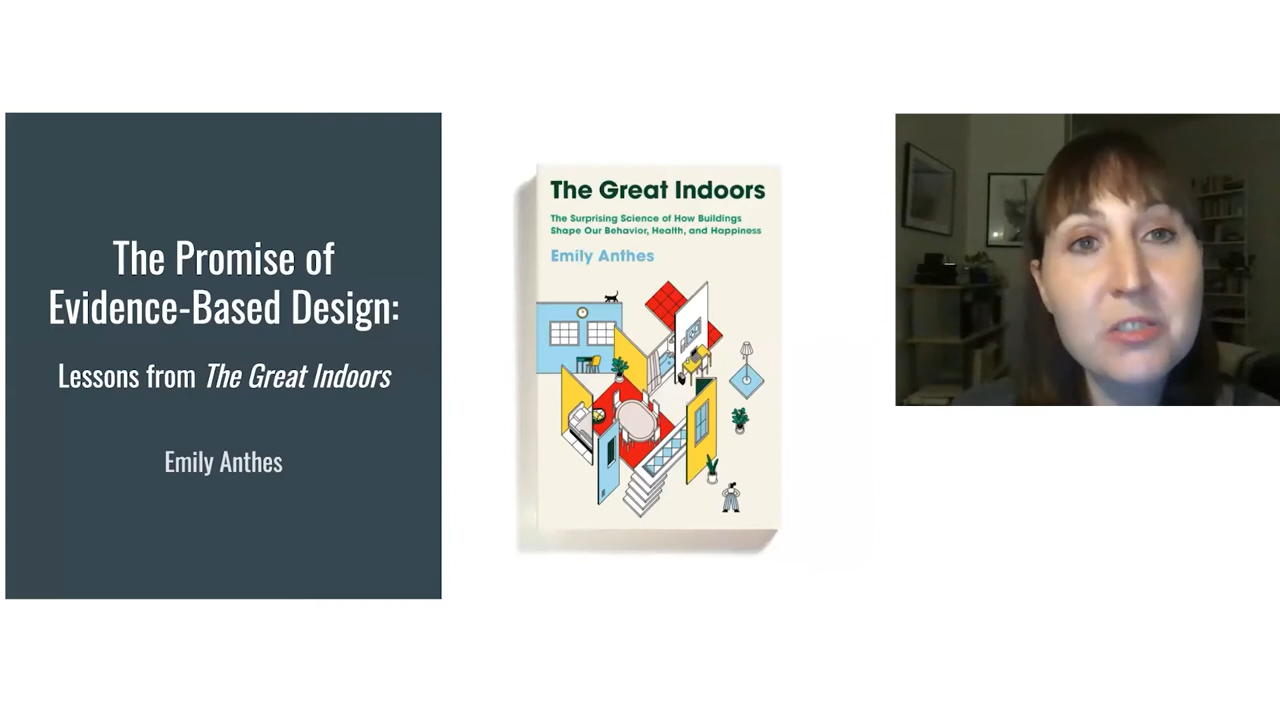 The Promise of
Evidence-Based Design:
Lessons from The Great Indoors
Emily Anthes
The Great Indoors
The Surprising Science of How Buildings
Shape Our Behavior, Health, and Happiness
Emily Anthes